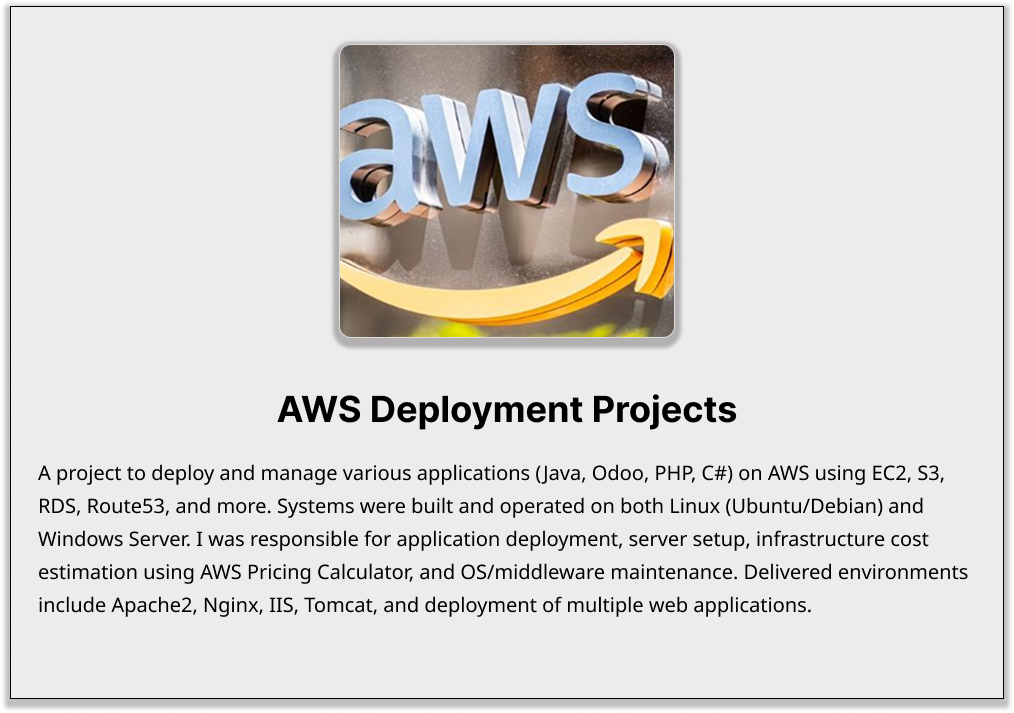 aws
AWS Deployment Projects
A project to deploy and manage various applications (Java, Odoo, PHP, C#) on AWS using EC2, S3,
RDS, Route53, and more. Systems were built and operated on both Linux (Ubuntu/Debian) and
Windows Server. I was responsible for application deployment, server setup, infrastructure cost
estimation using AWS Pricing Calculator, and OS/middleware maintenance. Delivered environments
include Apache2, Nginx, IIS, Tomcat, and deployment of multiple web applications.